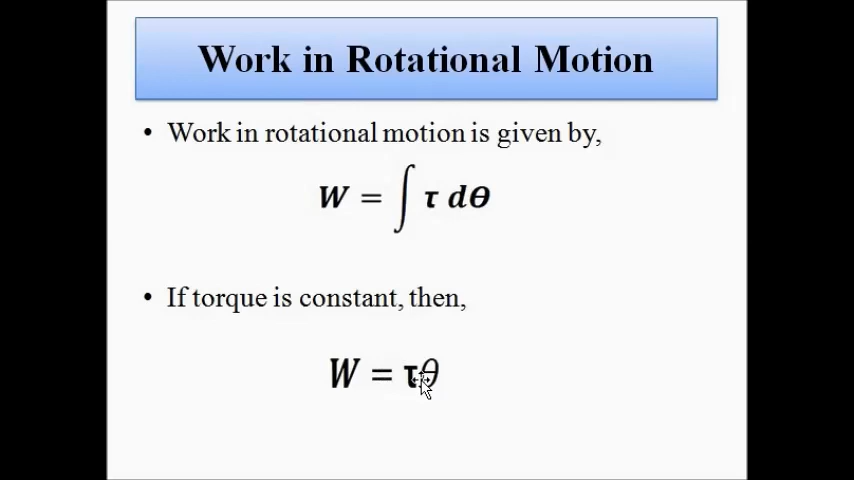 Work in Rotational Motion
• Work in rotational motion is given by,
W = ∫ τ dθ
• If torque is constant, then,
W = τθ